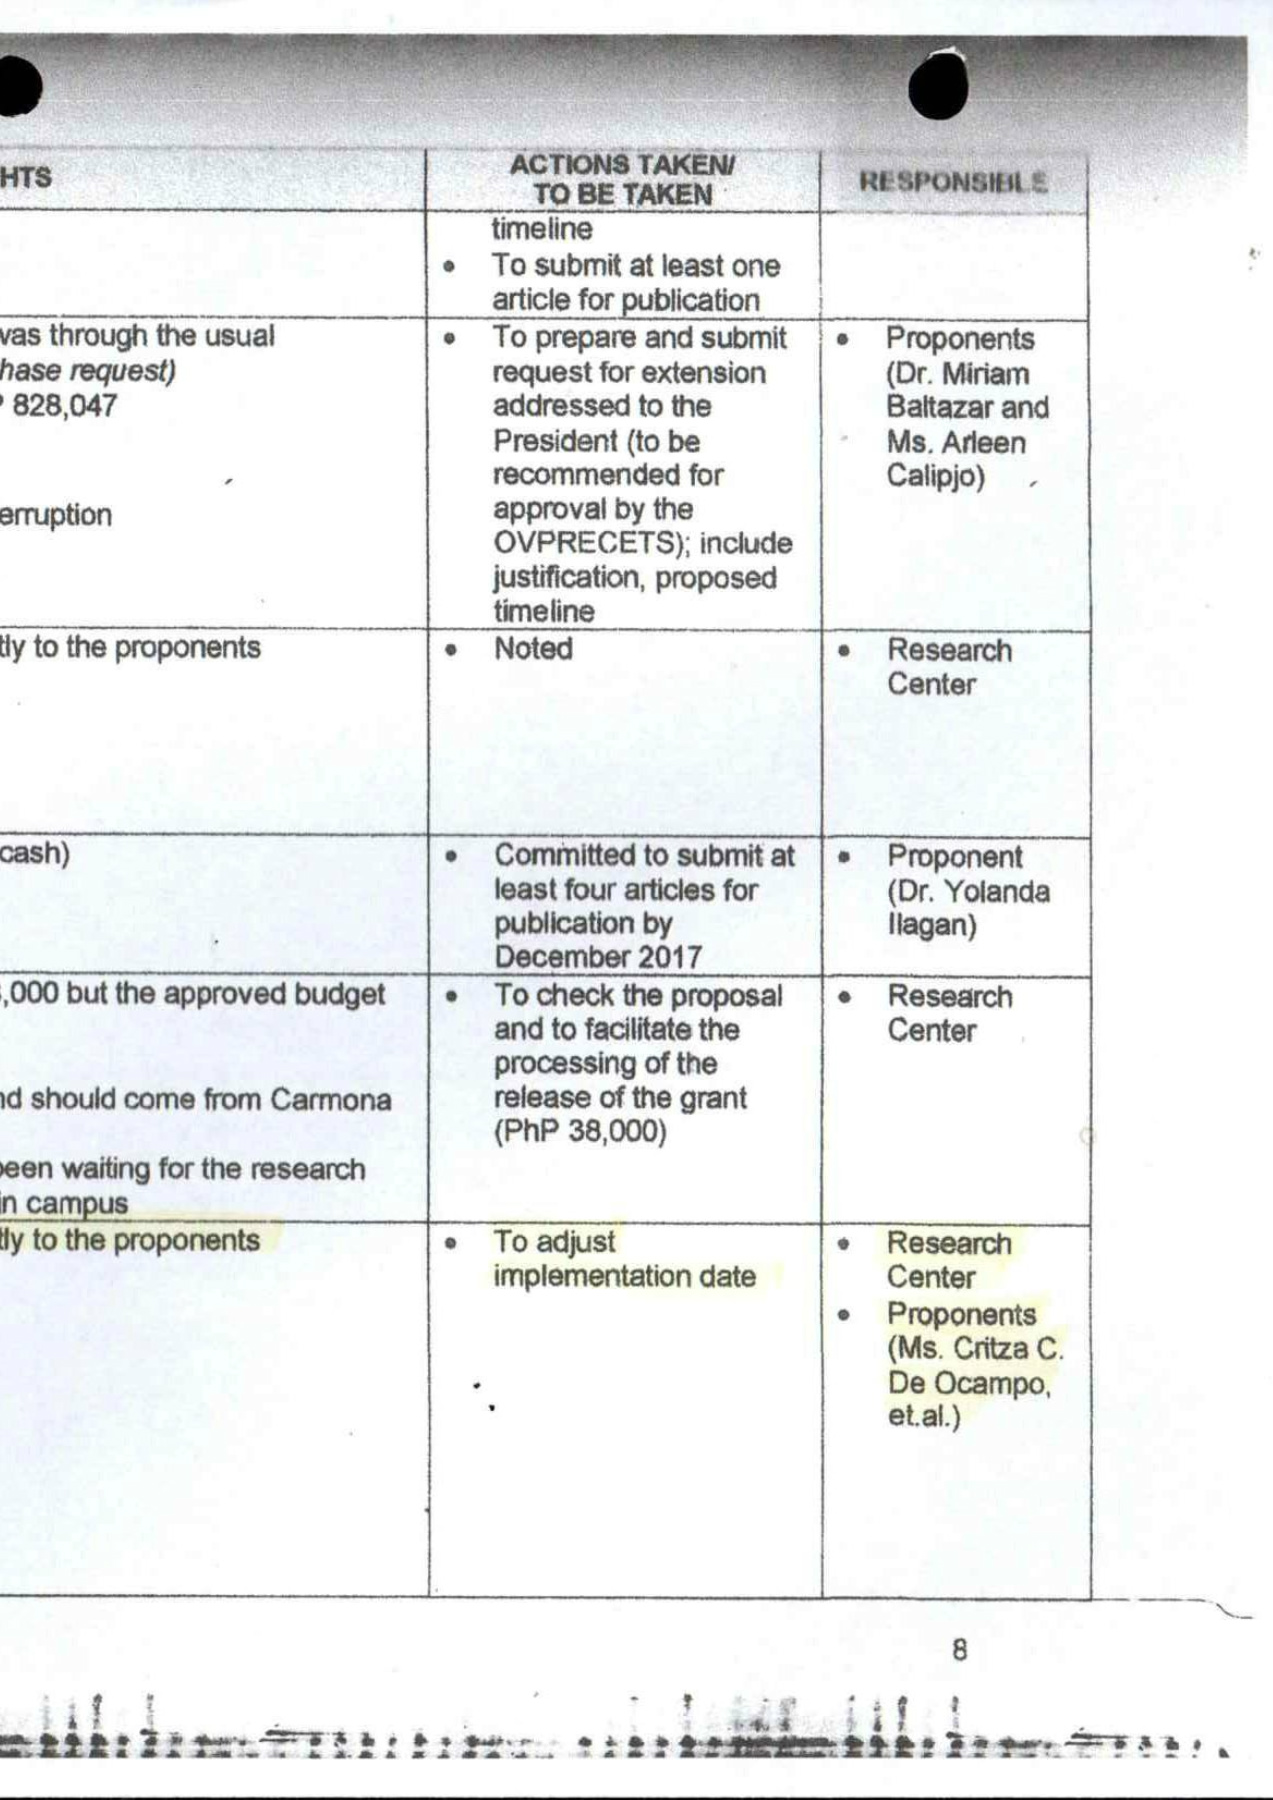 HTS
ACTIONS TAKEN/
TO BE TAKEN
RESPONSIBLE
timeline
• To submit at least one
article for publication
was through the usual
hase request)
828,047
erruption
• To prepare and submit
request for extension
addressed to the
President (to be
recommended for
approval by the
OVPRECETS); include
justification, proposed
timeline
• Proponents
(Dr. Miriam
Baltazar and
Ms. Arleen
Calipjo)
tly to the proponents
• Noted
• Research
Center
cash)
• Committed to submit at
least four articles for
publication by
December 2017
• Proponent
(Dr. Yolanda
Ilagan)
,000 but the approved budget
nd should come from Carmona
been waiting for the research
in campus
• To check the proposal
and to facilitate the
processing of the
release of the grant
(PhP 38,000)
• Research
Center
tly to the proponents
• To adjust
implementation date
• Research
Center
• Proponents
(Ms. Critza C.
De Ocampo,
et.al.)
8